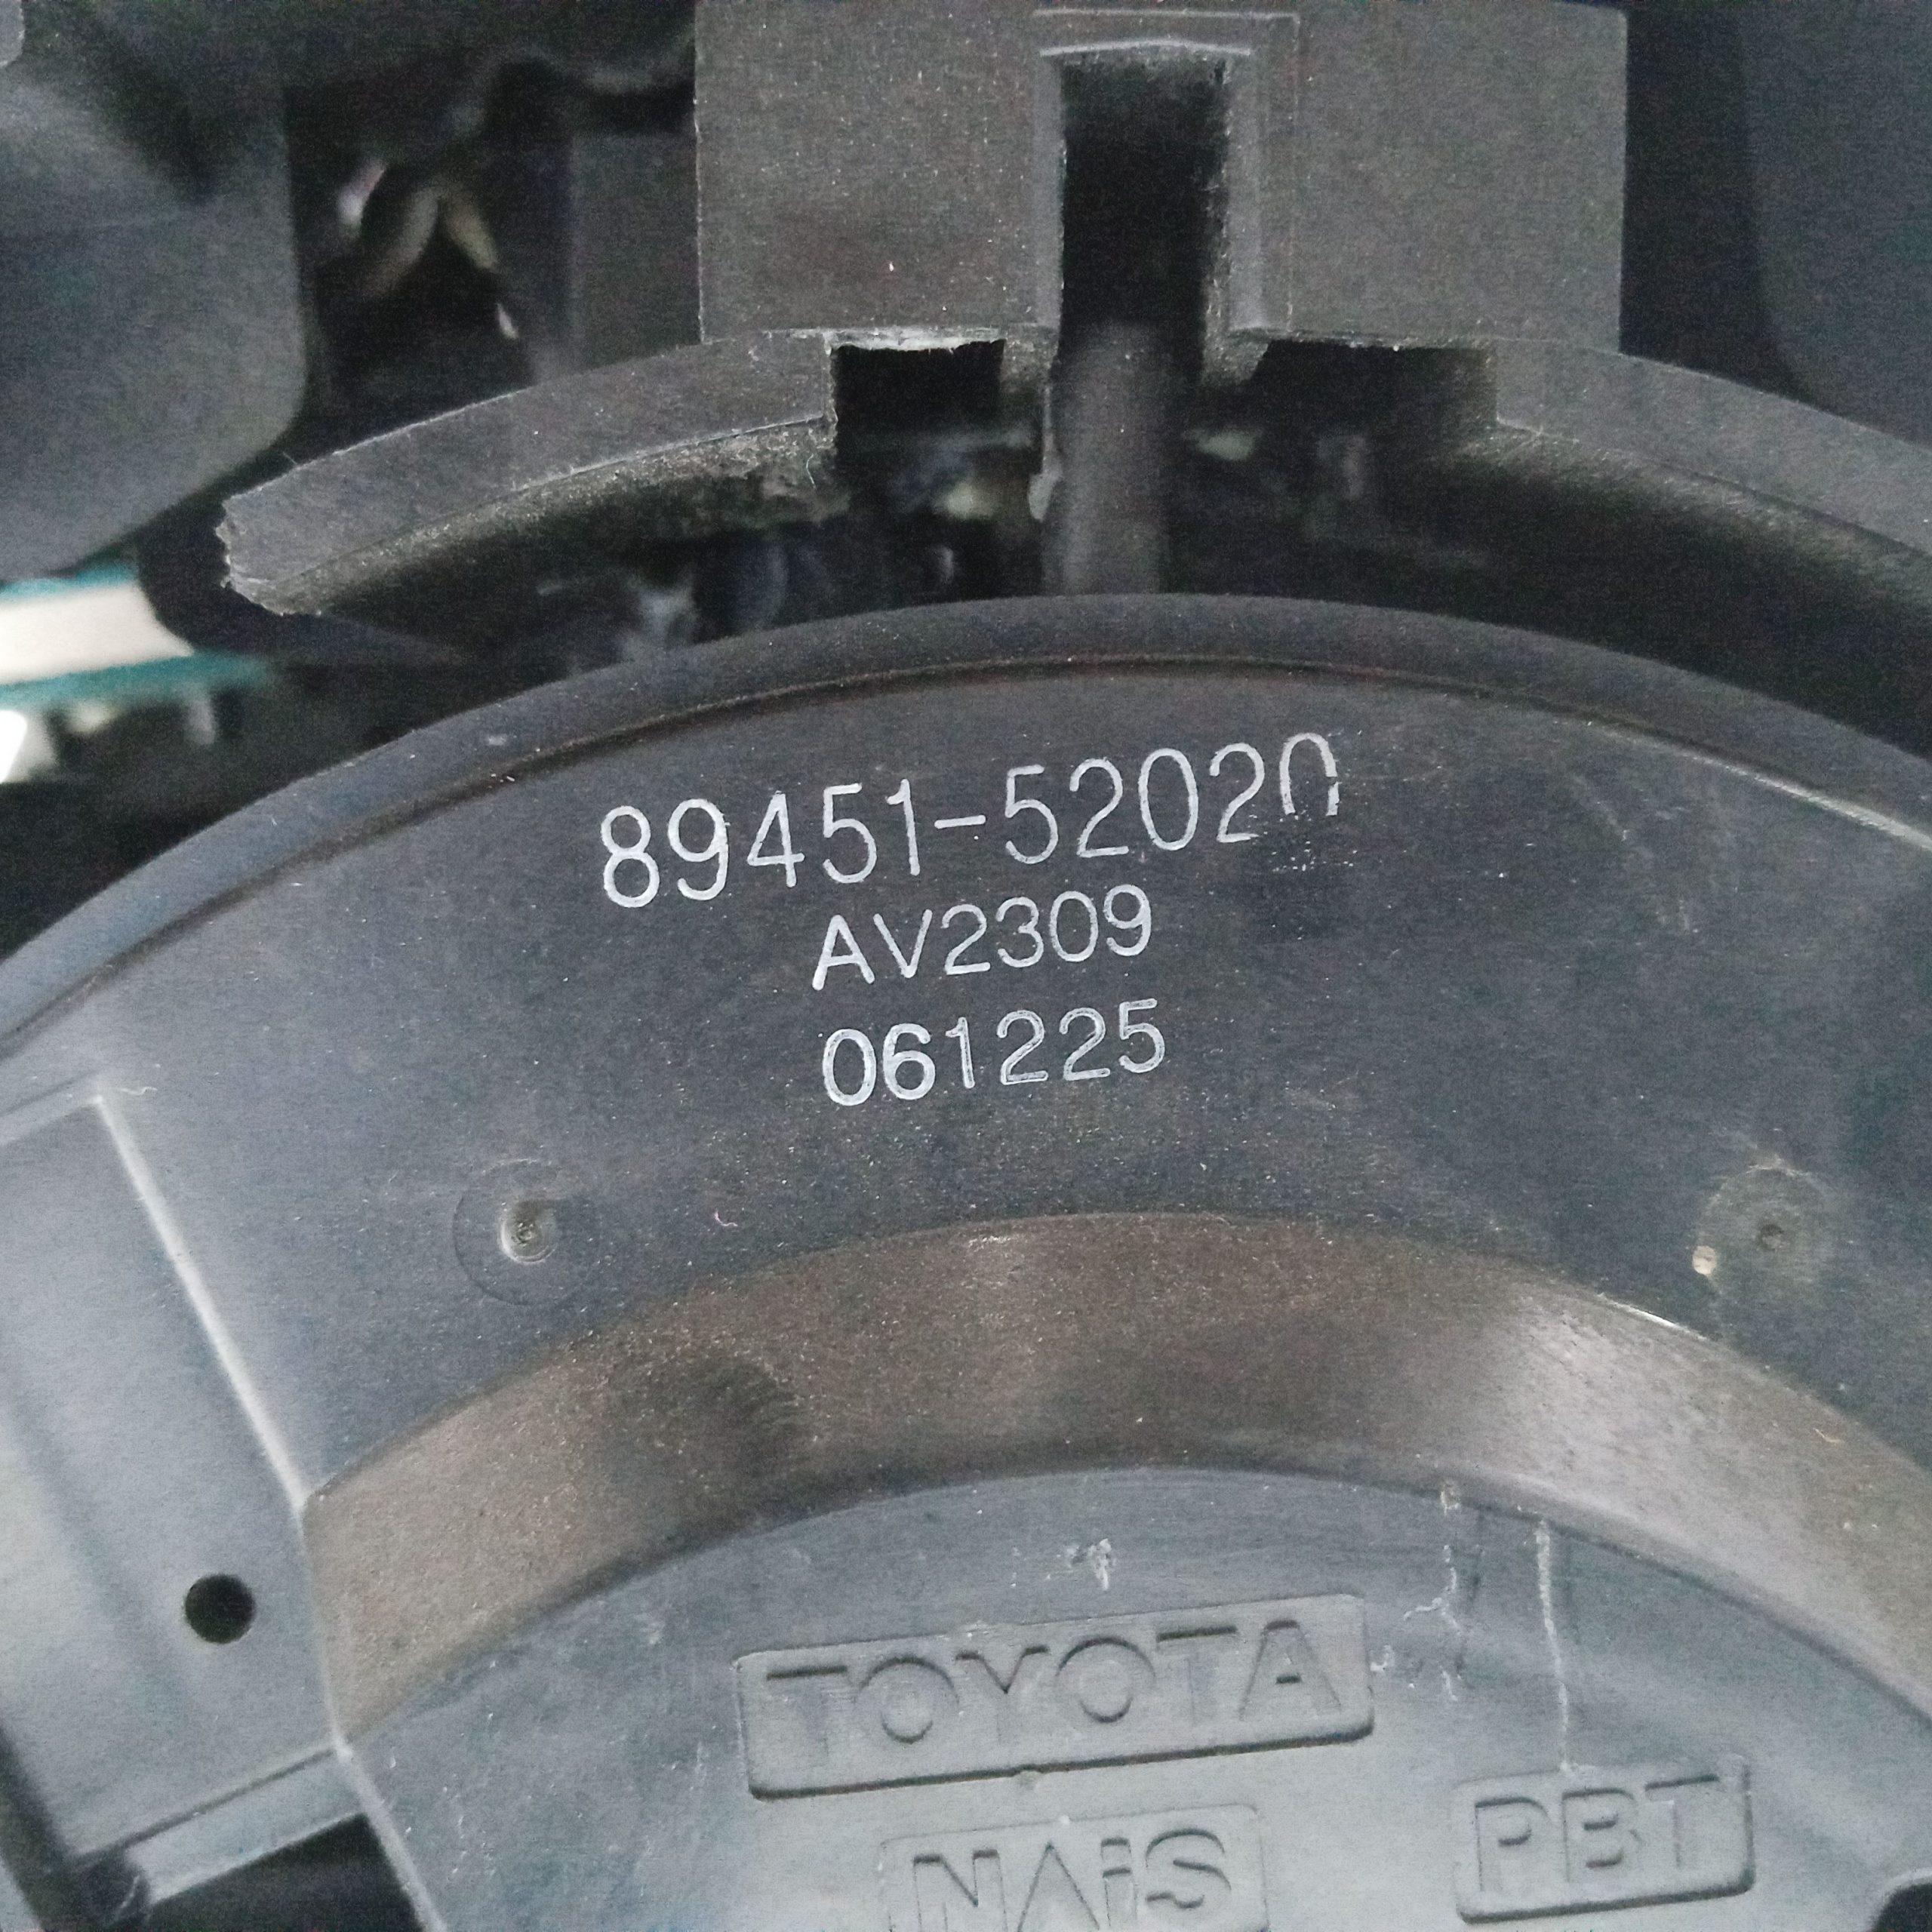 89451-52020
AV2309
061225
TOYOTA
NAiS
PBT